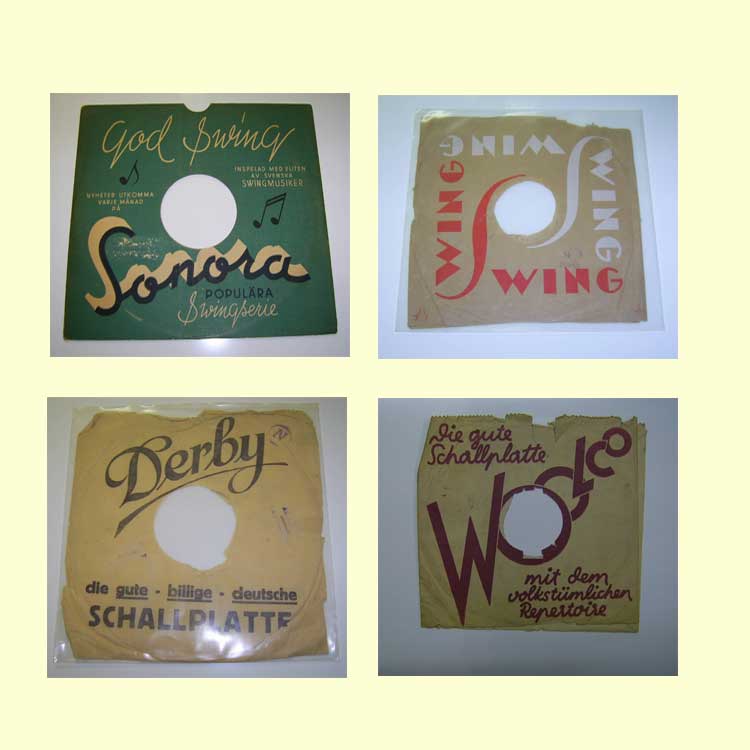 God Swing
INSPELAD MED ELITEN
AV SVENSKA
SWINGMUSIKER
NYHETER UTKOMMA
VARJE MÅNAD
PÅ
Sonora
POPULÄRA
Swingserie
SWING
SWING
SWING
SWING
Derby
die gute - billige - deutsche
SCHALLPLATTE
Die gute
Schallplatte
Woolco
mit dem
volkstümlichen
Repertoire